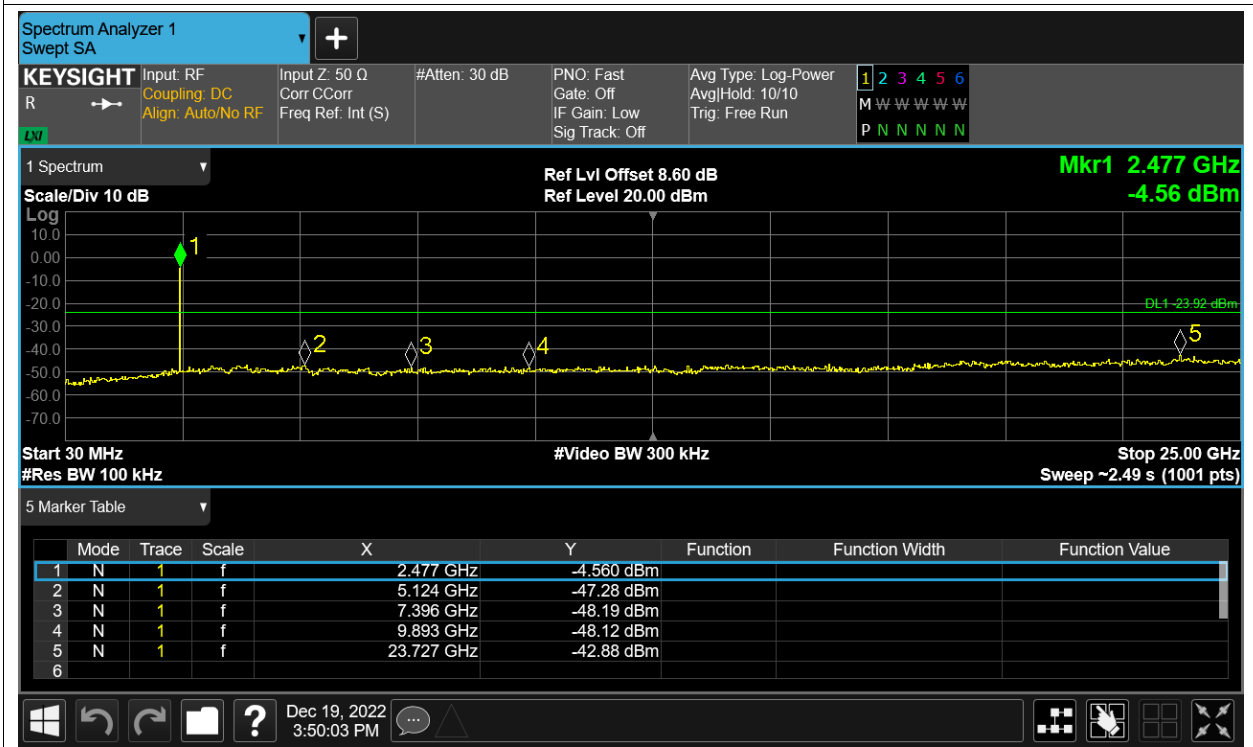 Spectrum Analyzer 1
Swept SA
KEYSIGHT
R
LXI
Input: RF
Coupling: DC
Align: Auto/No RF
Input Z: 50 Ω
Corr CCorr
Freq Ref: Int (S)
#Atten: 30 dB
PNO: Fast
Gate: Off
IF Gain: Low
Sig Track: Off
Avg Type: Log-Power
Avg|Hold: 10/10
Trig: Free Run
1 2 3 4 5 6
M W W W W W
P N N N N N
1 Spectrum
Scale/Div 10 dB
Ref Lvl Offset 8.60 dB
Ref Level 20.00 dBm
Mkr1 2.477 GHz
-4.56 dBm
Log
10.0
0.00
-10.0
-20.0
-30.0
-40.0
-50.0
-60.0
-70.0
1
2
3
4
5
DL1 -23.92 dBm
Start 30 MHz
#Res BW 100 kHz
#Video BW 300 kHz
Stop 25.00 GHz
Sweep ~2.49 s (1001 pts)
5 Marker Table
Mode Trace Scale X Y Function Function Width Function Value
1 N 1 f 2.477 GHz -4.560 dBm
2 N 1 f 5.124 GHz -47.28 dBm
3 N 1 f 7.396 GHz -48.19 dBm
4 N 1 f 9.893 GHz -48.12 dBm
5 N 1 f 23.727 GHz -42.88 dBm
6
?
Dec 19, 2022
3:50:03 PM